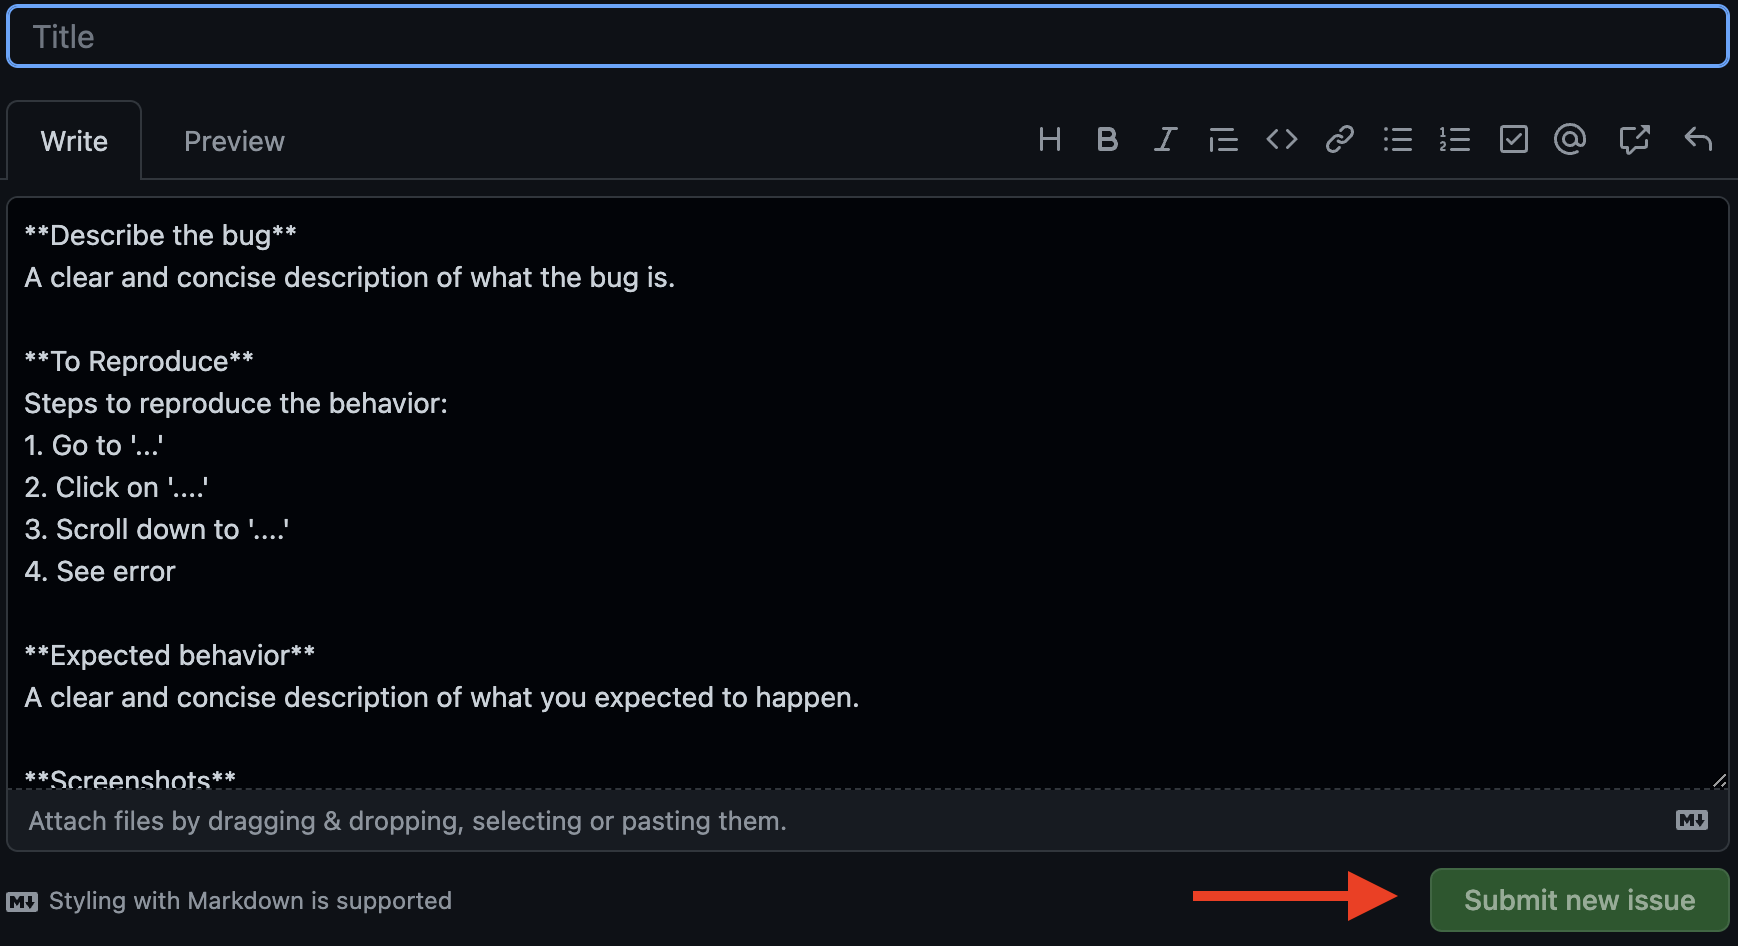 Title
Write Preview
**Describe the bug**
A clear and concise description of what the bug is.
**To Reproduce**
Steps to reproduce the behavior:
1. Go to '...'
2. Click on '....'
3. Scroll down to '....'
4. See error
**Expected behavior**
A clear and concise description of what you expected to happen.
**Screenshots**
Attach files by dragging & dropping, selecting or pasting them.
Styling with Markdown is supported
Submit new issue